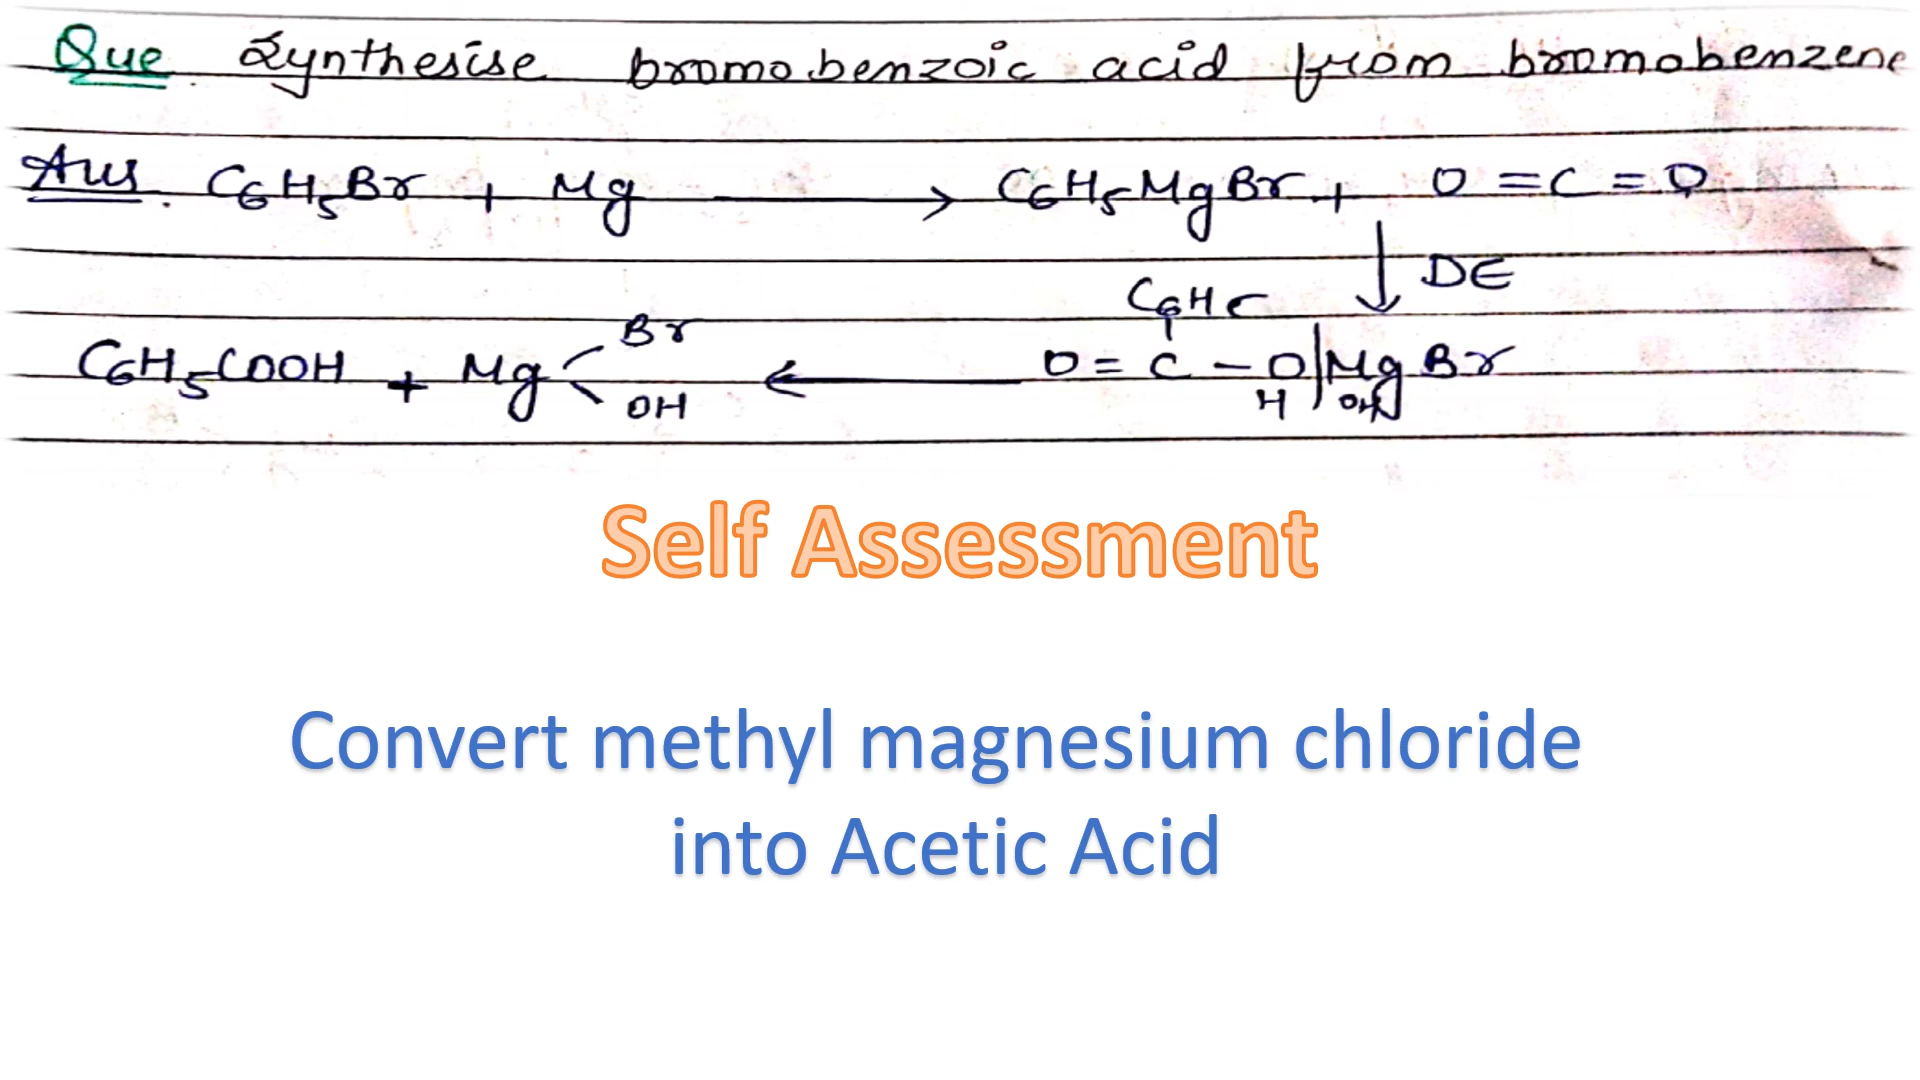 Que. Synthesise bromobenzoic acid from bromobenzene
Ans. C6H5Br + Mg ⟶ C6H5MgBr + O=C=O
↓ DE
C6H5
C6H5COOH + Mg< Br OH ⟵ O=C-O|MgBr
H OH
Self Assessment
Convert methyl magnesium chloride
into Acetic Acid